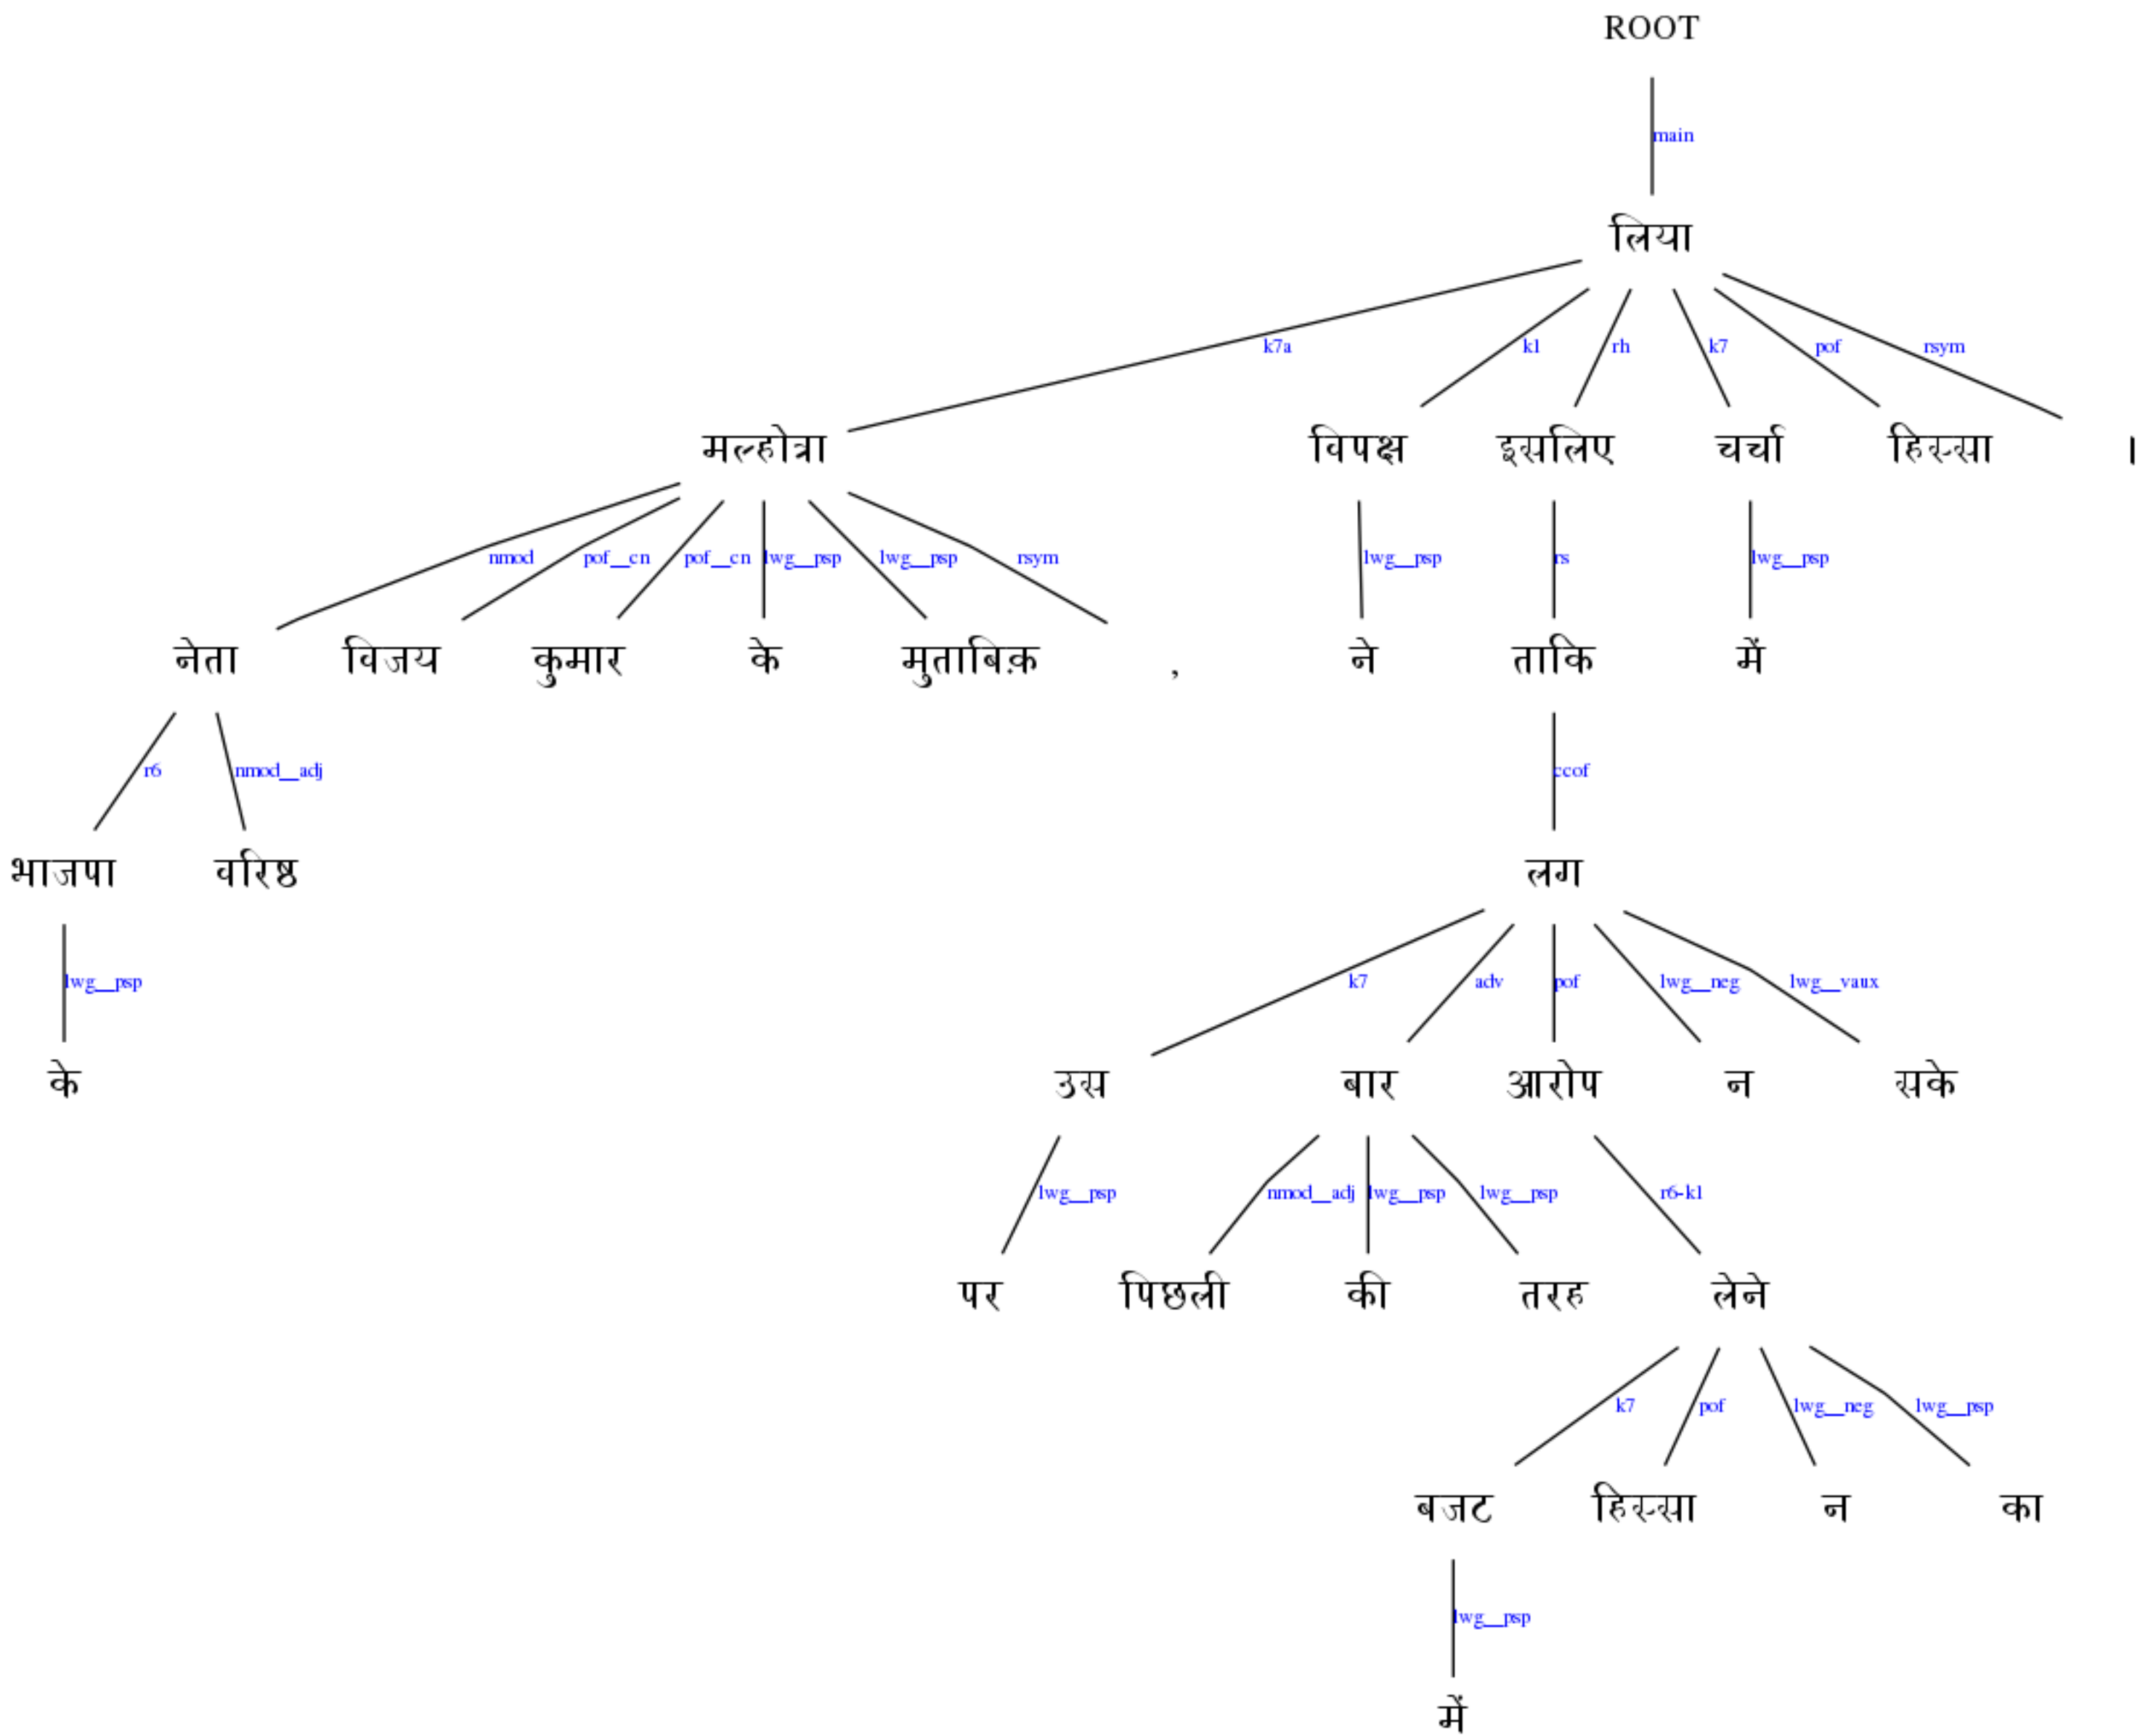 ROOT
main
लिया
k7a k1 rh k7 pof rsym
मल्होत्रा विपक्ष इसलिए चर्चा हिस्सा ।
nmod pof__cn pof__cn lwg__psp lwg__psp rsym lwg__psp rs lwg__psp
नेता विजय कुमार के मुताबिक़ , ने ताकि में
r6 nmod__adj ccof
भाजपा वरिष्ठ लग
lwg__psp k7 adv pof lwg__neg lwg__vaux
के उस बार आरोप न सके
lwg__psp nmod__adj lwg__psp lwg__psp r6-k1
पर पिछली की तरह लेने
k7 pof lwg__neg lwg__psp
बजट हिस्सा न का
lwg__psp
में